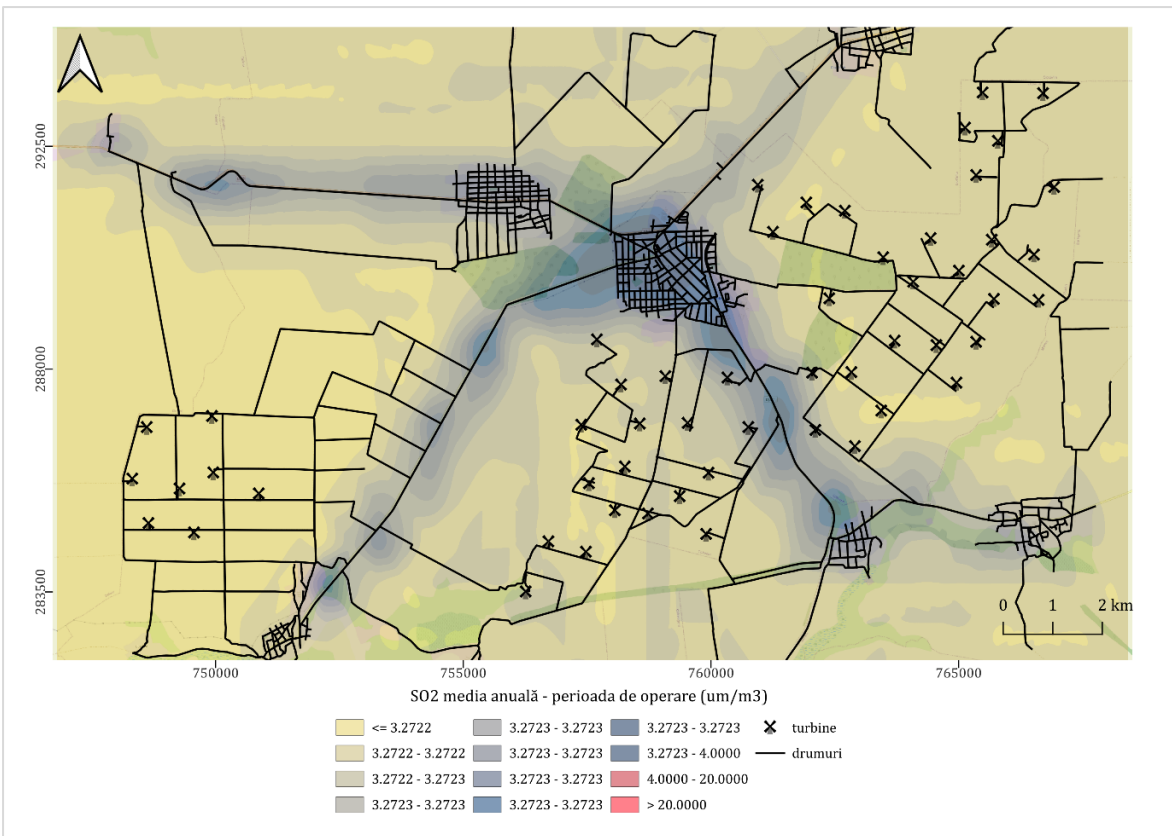 292500
288000
283500
0 1 2 km
750000 755000 760000 765000
SO2 media anuală - perioada de operare (um/m3)
<= 3.2722 3.2723 - 3.2723 3.2723 - 3.2723 turbine
3.2722 - 3.2722 3.2723 - 3.2723 3.2723 - 4.0000 drumuri
3.2722 - 3.2723 3.2723 - 3.2723 4.0000 - 20.0000
3.2723 - 3.2723 3.2723 - 3.2723 > 20.0000